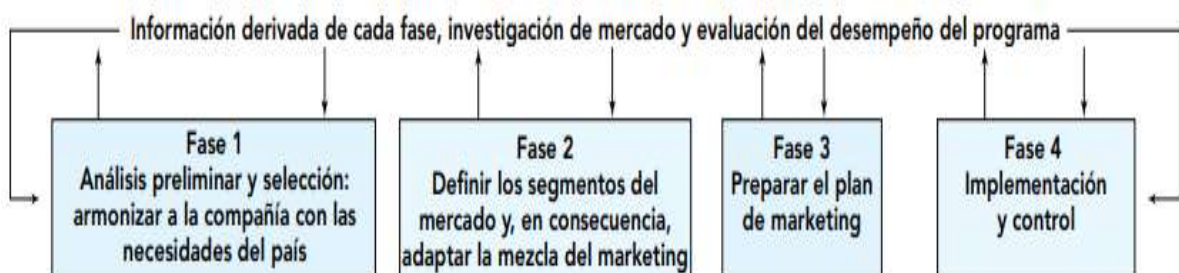 Información derivada de cada fase, investigación de mercado y evaluación del desempeño del programa
Fase 1
Análisis preliminar y selección:
armonizar a la compañía con las
necesidades del país
Fase 2
Definir los segmentos del
mercado y, en consecuencia,
adaptar la mezcla del marketing
Fase 3
Preparar el plan
de marketing
Fase 4
Implementación
y control